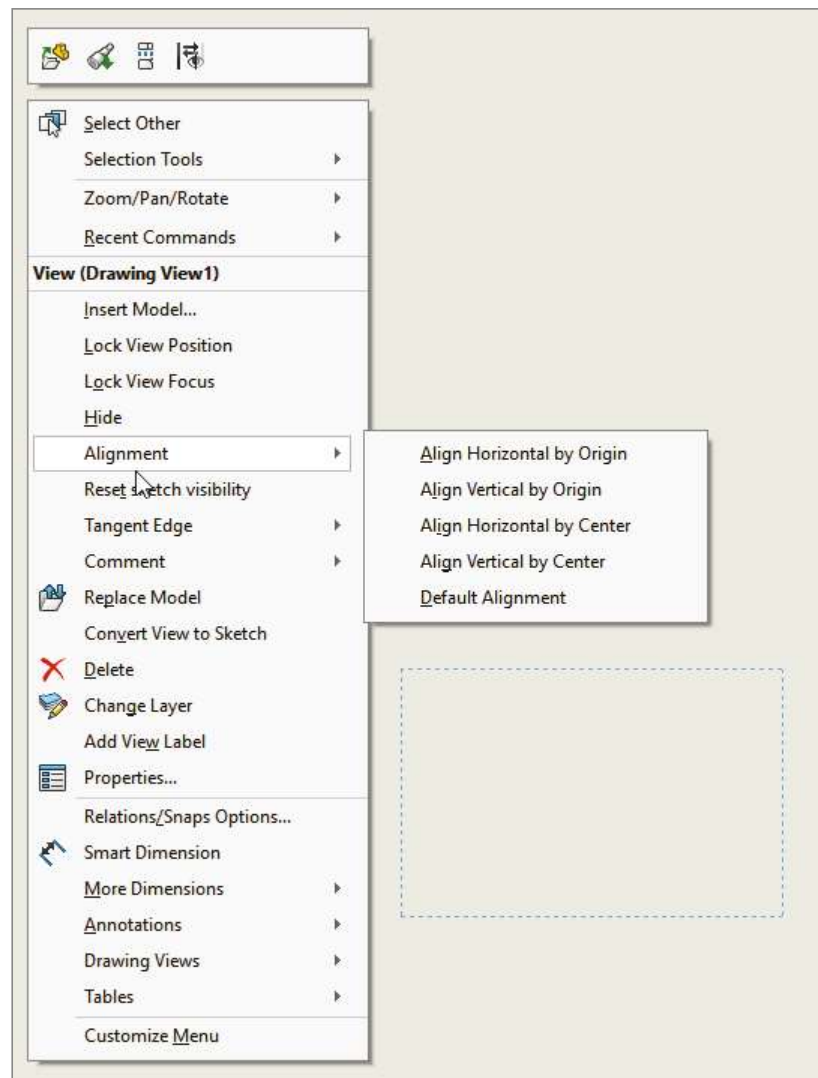 Select Other
Selection Tools
Zoom/Pan/Rotate
Recent Commands
View (Drawing View1)
Insert Model...
Lock View Position
Lock View Focus
Hide
Alignment
Reset sketch visibility
Tangent Edge
Comment
Replace Model
Convert View to Sketch
Delete
Change Layer
Add View Label
Properties...
Relations/Snaps Options...
Smart Dimension
More Dimensions
Annotations
Drawing Views
Tables
Customize Menu
Align Horizontal by Origin
Align Vertical by Origin
Align Horizontal by Center
Align Vertical by Center
Default Alignment